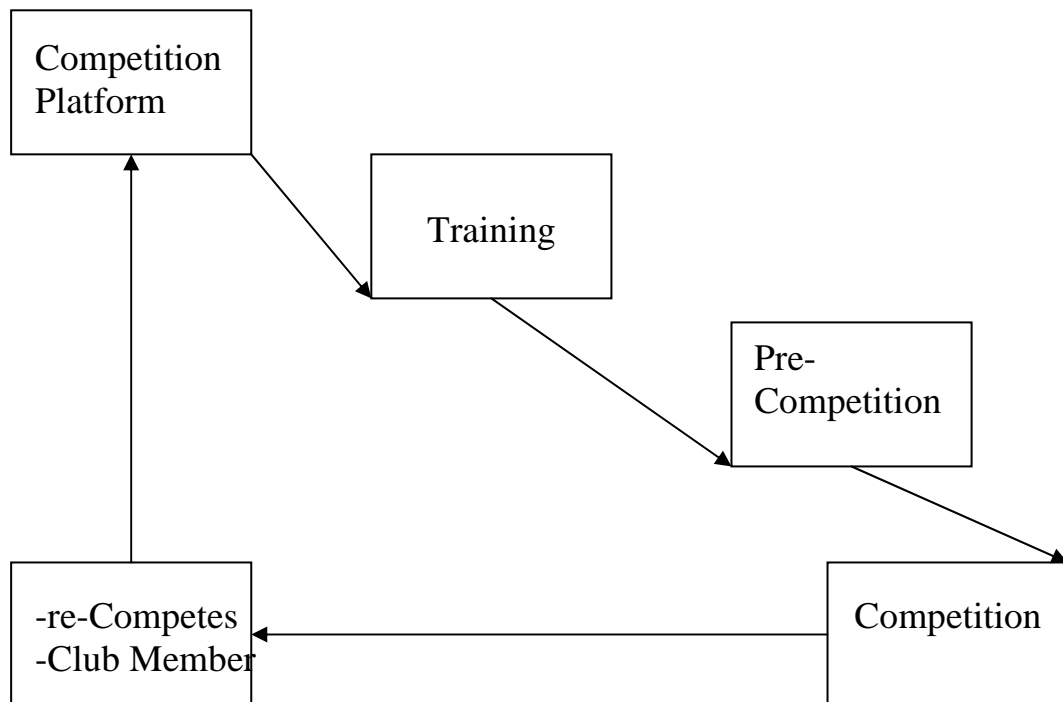 Competition
Platform
Training
Pre-
Competition
-re-Competes
-Club Member
Competition